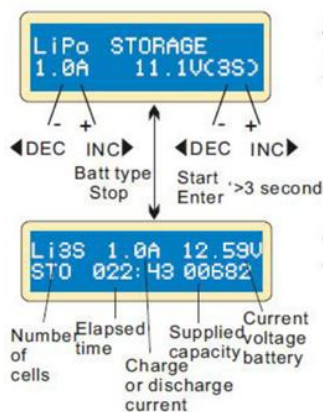 LiPo STORAGE
1.0A 11.1V(3S)
- + - +
◀DEC INC▶ ◀DEC INC▶
Batt type
Stop
Start
Enter '>3 second
Li3S 1.0A 12.59V
STO 022:43 00682
Number
of
cells
Elapsed
time
Charge
or discharge
current
Supplied
capacity
Current
voltage
battery